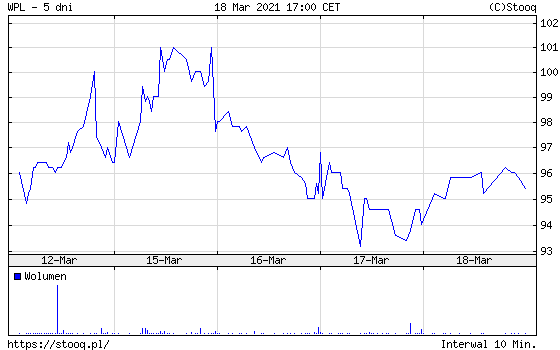 WPL - 5 dni 18 Mar 2021 17:00 CET (C)Stooq
102
101
100
99
98
97
96
95
94
93
12-Mar 15-Mar 16-Mar 17-Mar 18-Mar
Wolumen
https://stooq.pl/ Interwal 10 Min.